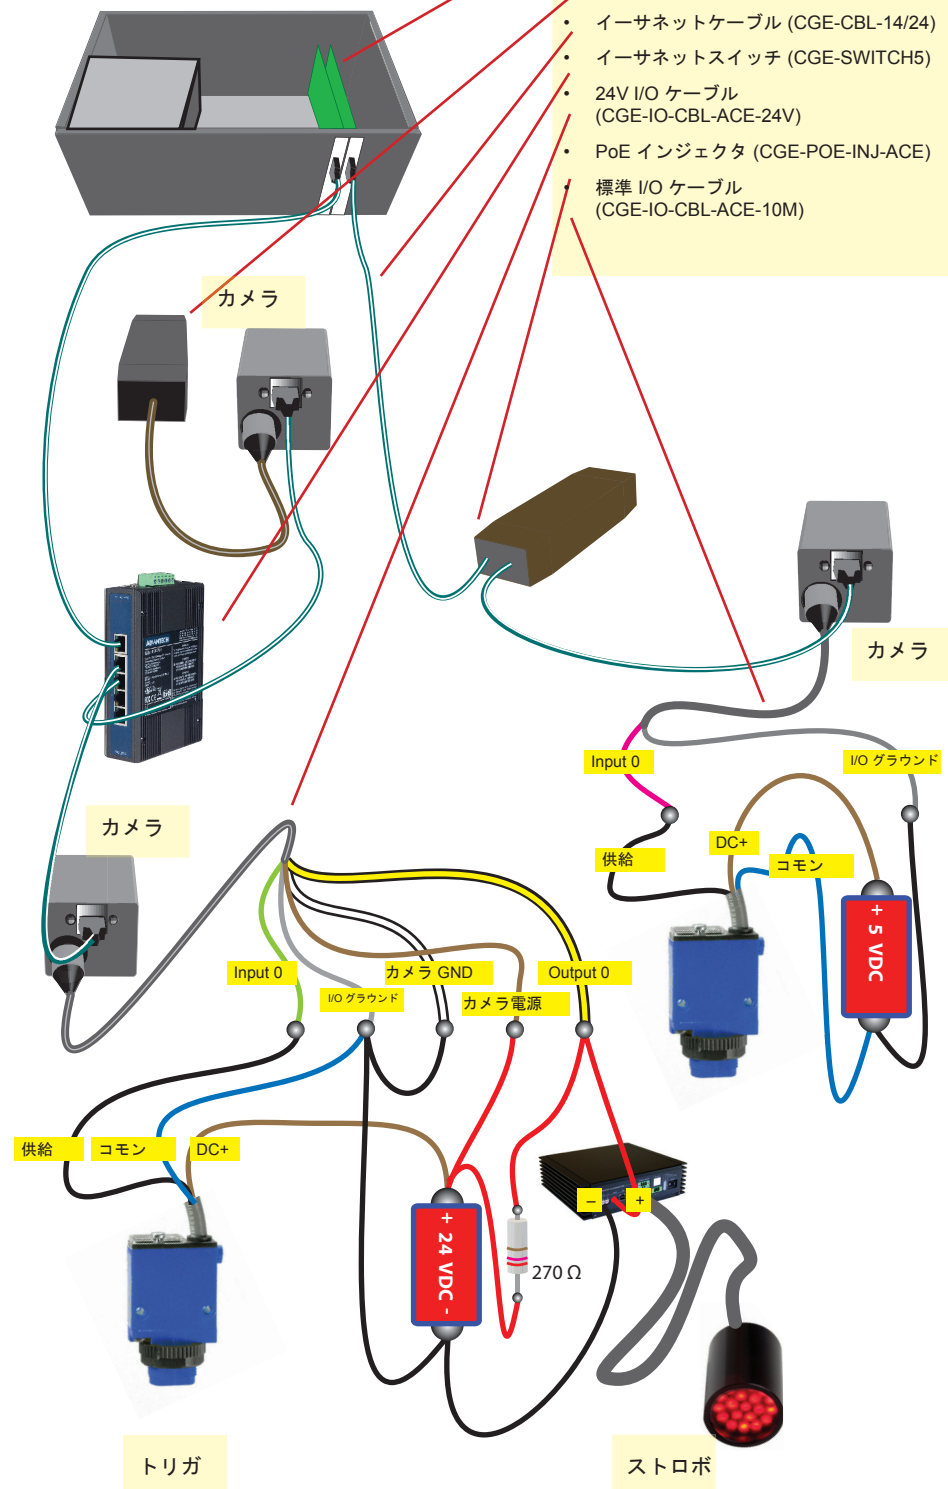 • イーサネットケーブル (CGE-CBL-14/24)
• イーサネットスイッチ (CGE-SWITCH5)
• 24V I/O ケーブル
(CGE-IO-CBL-ACE-24V)
• PoE インジェクタ (CGE-POE-INJ-ACE)
• 標準 I/O ケーブル
(CGE-IO-CBL-ACE-10M)
カメラ
ADVANTECH
カメラ
Input 0
I/O グラウンド
カメラ
DC+
供給
コモン
+ 5 VDC
Input 0
カメラ GND
Output 0
I/O グラウンド
カメラ電源
供給
コモン
DC+
–
+
+ 24 VDC -
270 Ω
トリガ
ストロボ